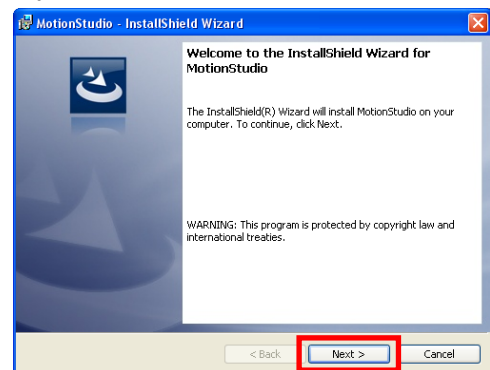 MotionStudio - InstallShield Wizard
Welcome to the InstallShield Wizard for
MotionStudio
The InstallShield(R) Wizard will install MotionStudio on your
computer. To continue, click Next.
WARNING: This program is protected by copyright law and
international treaties.
< Back
Next >
Cancel